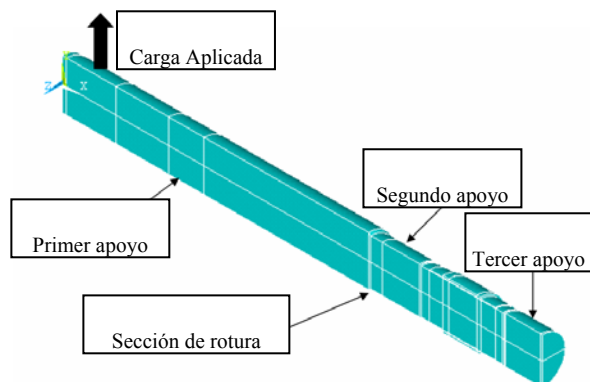 Carga Aplicada
Z
X
Segundo apoyo
Primer apoyo
Tercer apoyo
Sección de rotura